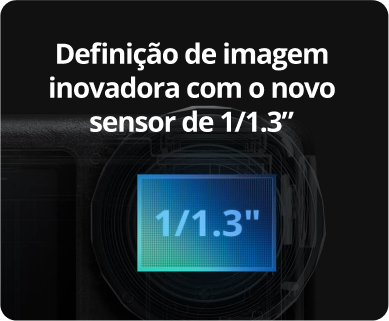 Definição de imagem
inovadora com o novo
sensor de 1/1.3”
1/1.3"